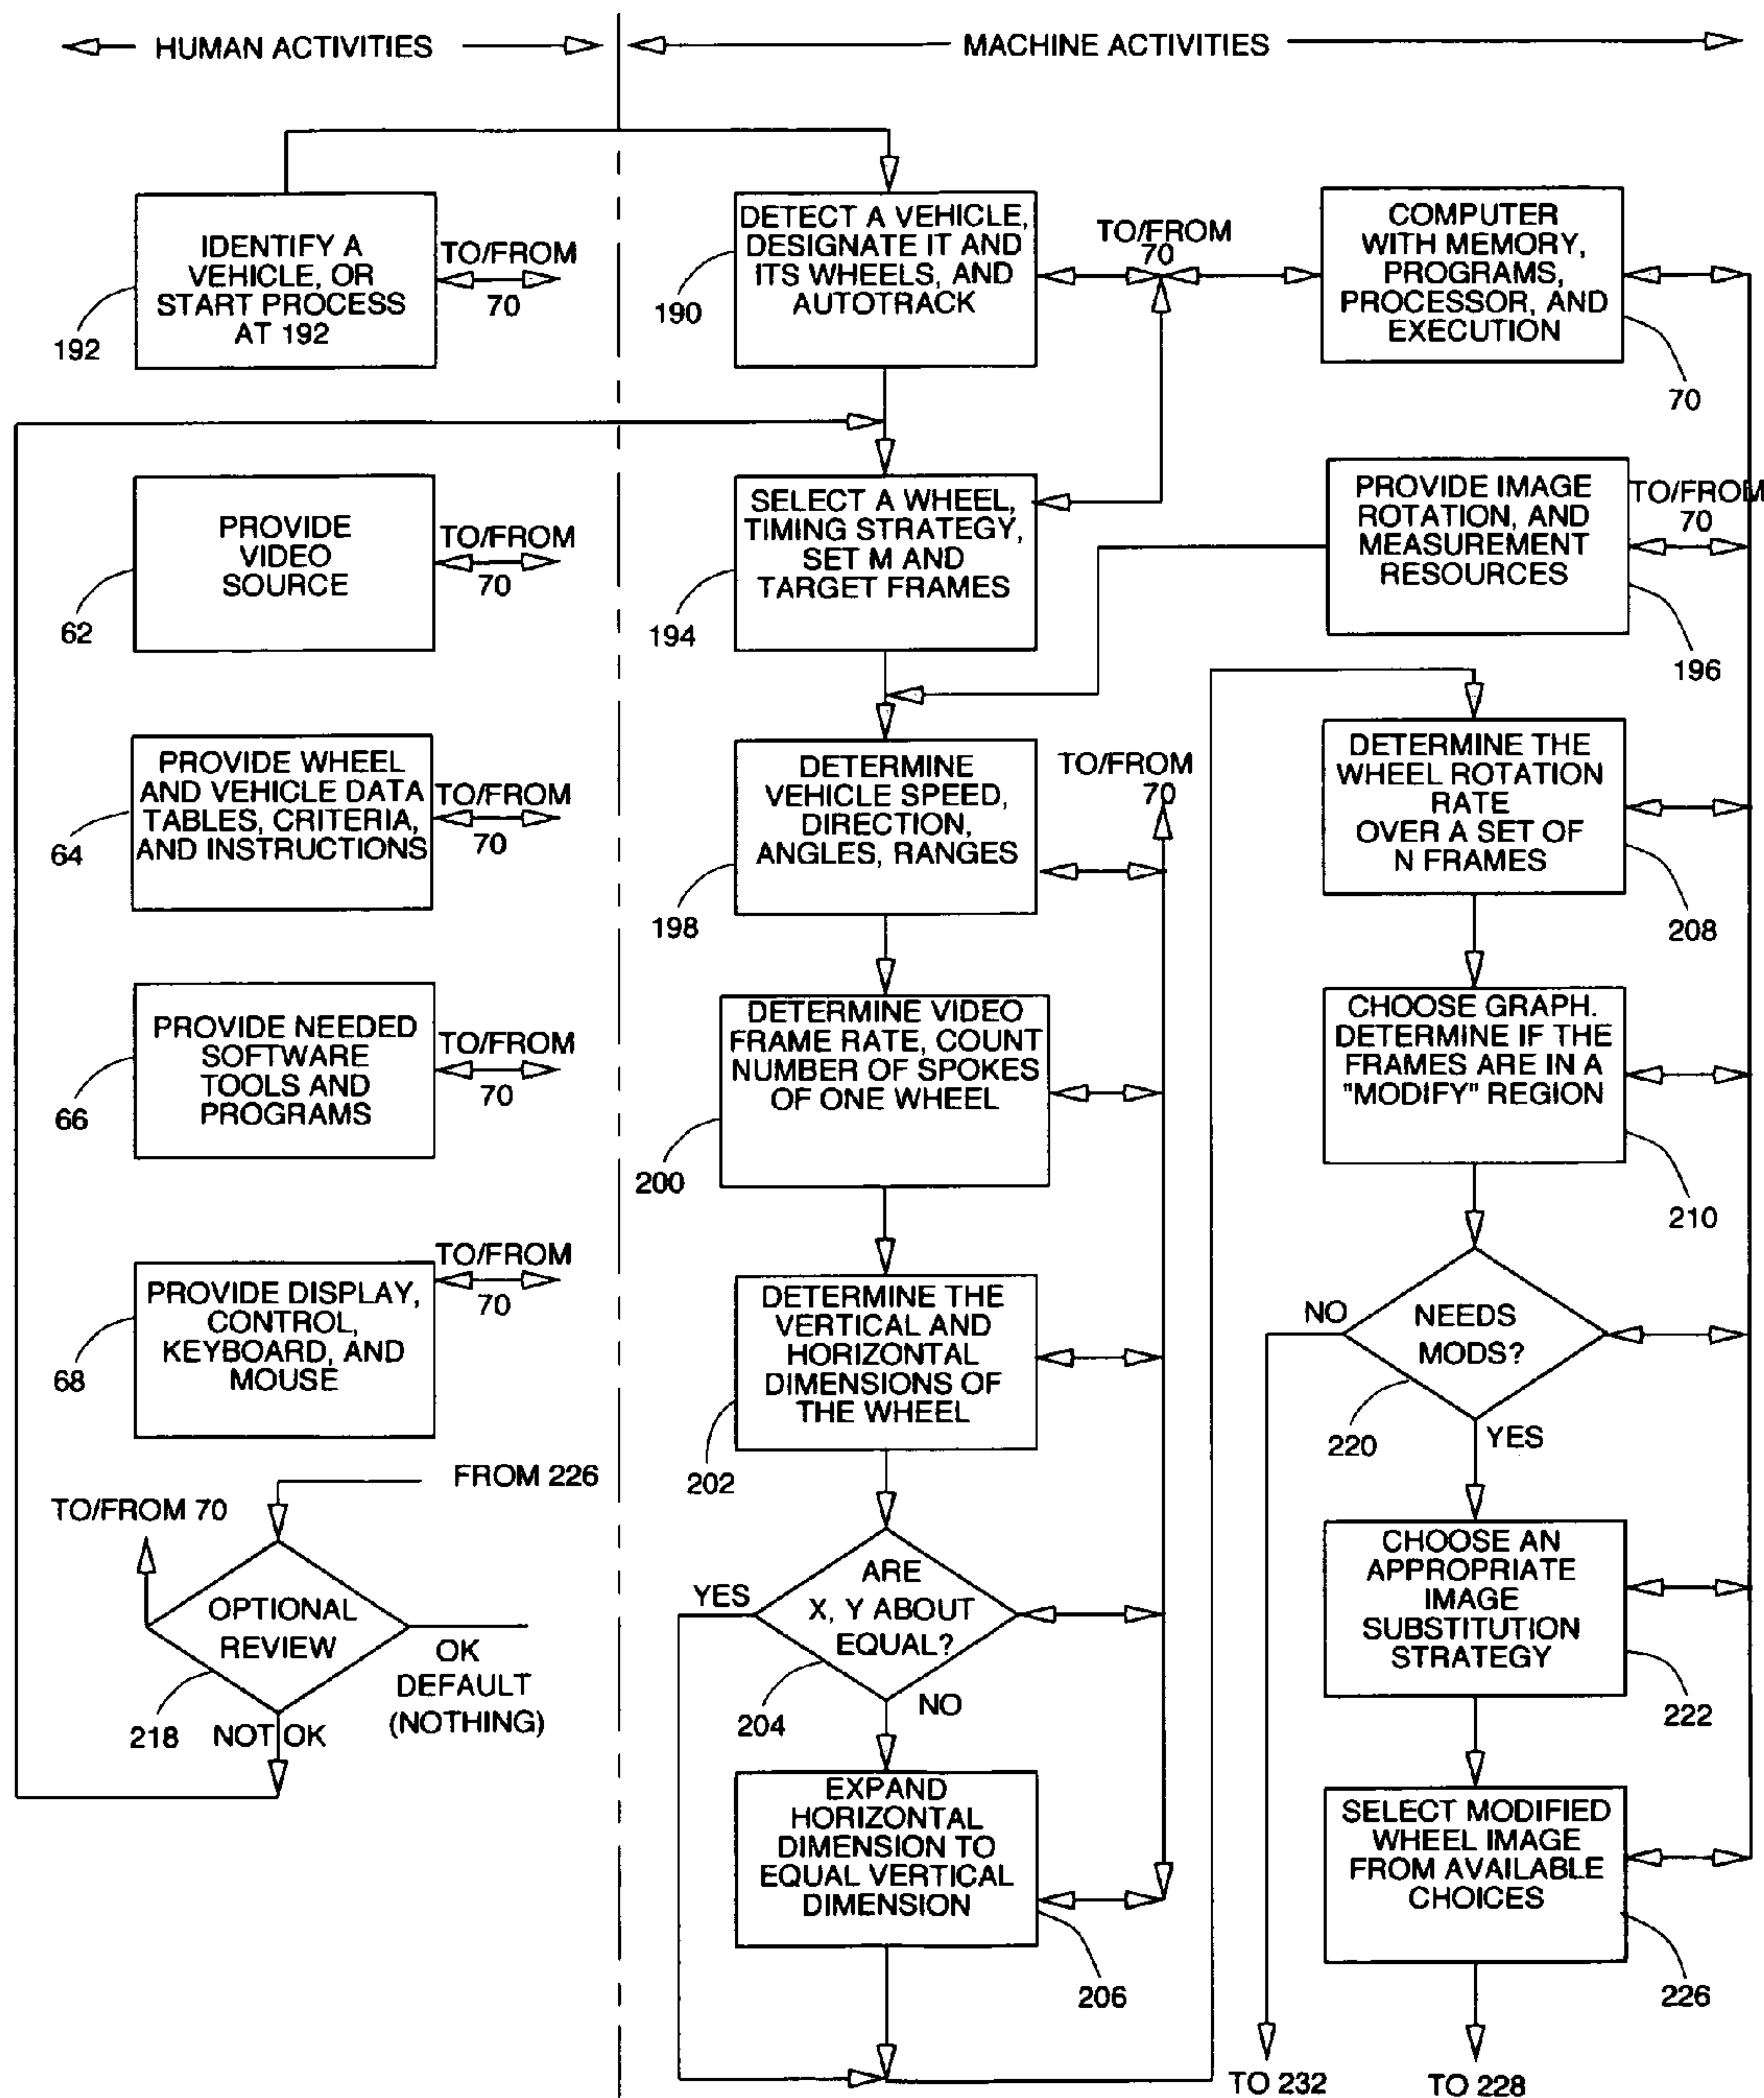 HUMAN ACTIVITIES
MACHINE ACTIVITIES
IDENTIFY A
VEHICLE, OR
START PROCESS
AT 192
TO/FROM
70
192
DETECT A VEHICLE,
DESIGNATE IT AND
ITS WHEELS, AND
AUTOTRACK
190
TO/FROM
70
COMPUTER
WITH MEMORY,
PROGRAMS,
PROCESSOR, AND
EXECUTION
70
PROVIDE
VIDEO
SOURCE
TO/FROM
70
62
SELECT A WHEEL,
TIMING STRATEGY,
SET M AND
TARGET FRAMES
194
PROVIDE IMAGE
ROTATION, AND
MEASUREMENT
RESOURCES
TO/FROM
70
196
PROVIDE WHEEL
AND VEHICLE DATA
TABLES, CRITERIA,
AND INSTRUCTIONS
TO/FROM
70
64
DETERMINE
VEHICLE SPEED,
DIRECTION,
ANGLES, RANGES
198
TO/FROM
70
DETERMINE THE
WHEEL ROTATION
RATE
OVER A SET OF
N FRAMES
208
PROVIDE NEEDED
SOFTWARE
TOOLS AND
PROGRAMS
TO/FROM
70
66
DETERMINE VIDEO
FRAME RATE, COUNT
NUMBER OF SPOKES
OF ONE WHEEL
200
CHOOSE GRAPH.
DETERMINE IF THE
FRAMES ARE IN A
"MODIFY" REGION
210
PROVIDE DISPLAY,
CONTROL,
KEYBOARD, AND
MOUSE
TO/FROM
70
68
DETERMINE THE
VERTICAL AND
HORIZONTAL
DIMENSIONS OF
THE WHEEL
202
NO
NEEDS
MODS?
220
YES
FROM 226
TO/FROM 70
OPTIONAL
REVIEW
OK
DEFAULT
(NOTHING)
218
NOT OK
YES
ARE
X, Y ABOUT
EQUAL?
204
NO
CHOOSE AN
APPROPRIATE
IMAGE
SUBSTITUTION
STRATEGY
222
EXPAND
HORIZONTAL
DIMENSION TO
EQUAL VERTICAL
DIMENSION
206
SELECT MODIFIED
WHEEL IMAGE
FROM AVAILABLE
CHOICES
226
TO 232
TO 228